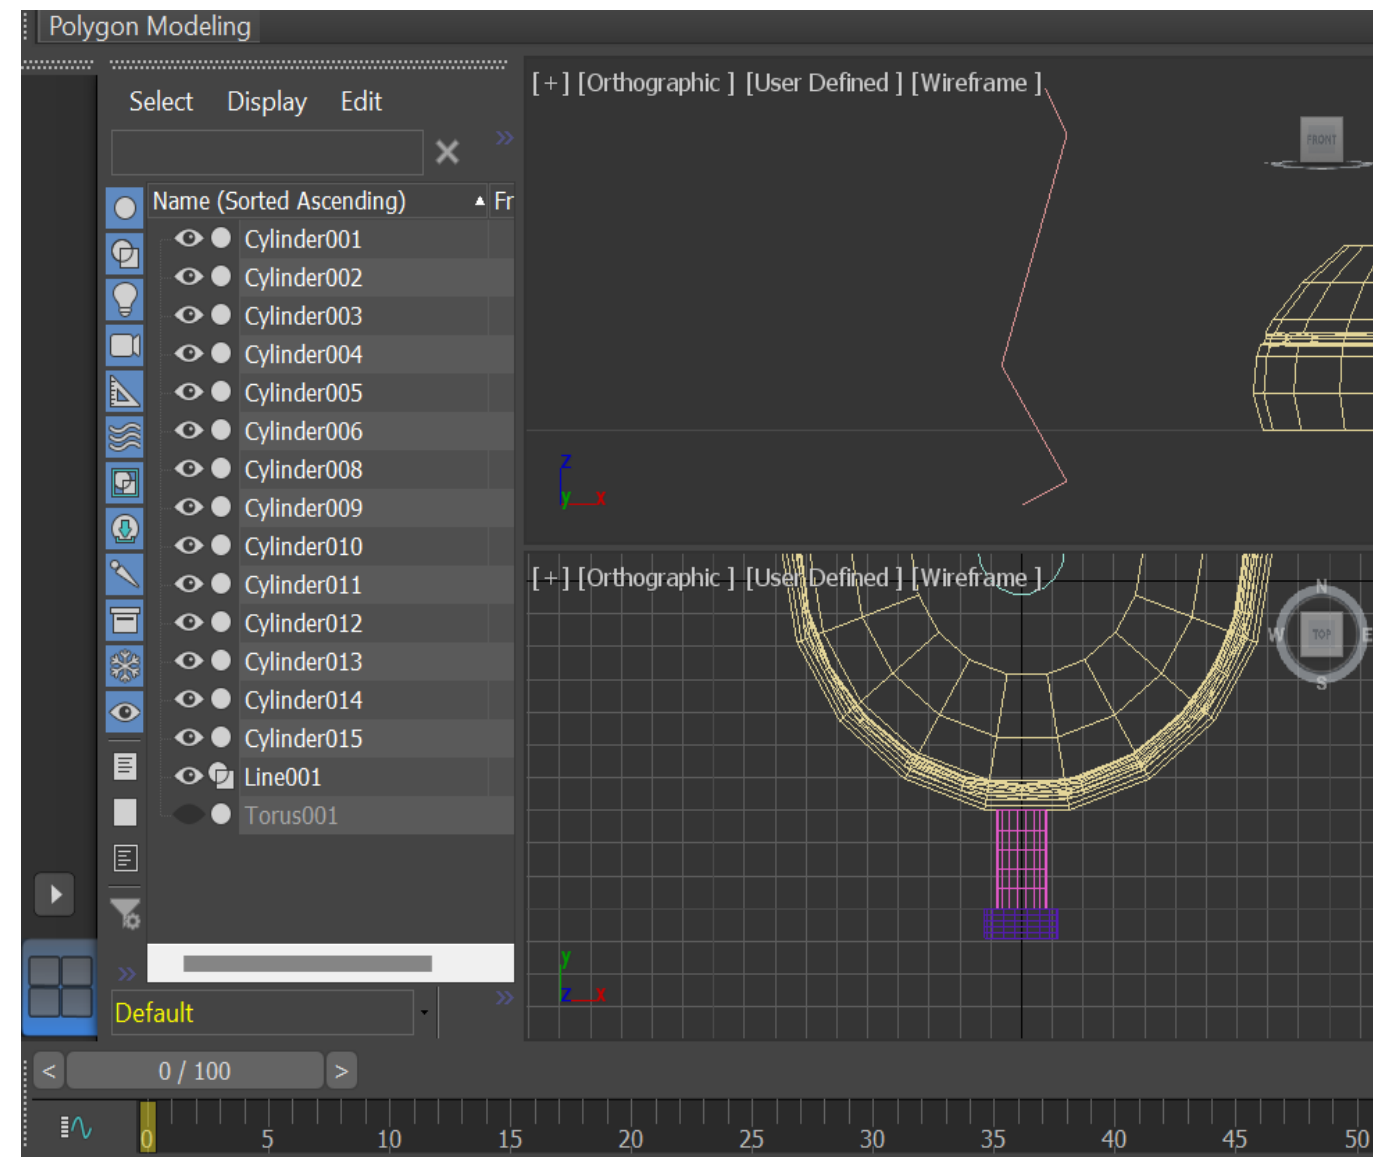 Polygon Modeling
Select Display Edit
Name (Sorted Ascending) Fr
Cylinder001
Cylinder002
Cylinder003
Cylinder004
Cylinder005
Cylinder006
Cylinder008
Cylinder009
Cylinder010
Cylinder011
Cylinder012
Cylinder013
Cylinder014
Cylinder015
Line001
Torus001
Default
[+] [Orthographic ] [User Defined ] [Wireframe ]
FRONT
z
y x
[+] [Orthographic ] [User Defined ] [Wireframe ]
N
W TOP E
S
y
z x
< 0 / 100 >
0 5 10 15 20 25 30 35 40 45 50